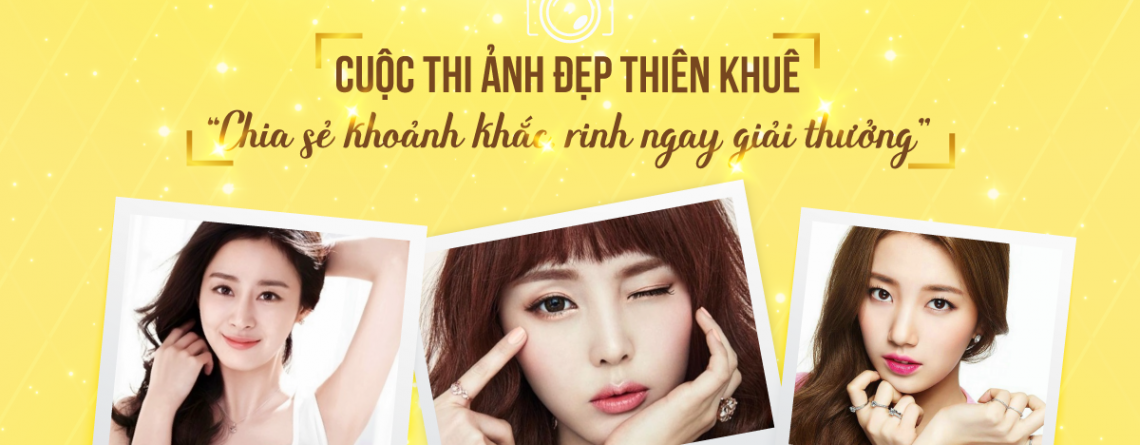 CUỘC THI ẢNH ĐẸP THIÊN KHUÊ
“Chia sẻ khoảnh khắc rinh ngay giải thưởng”